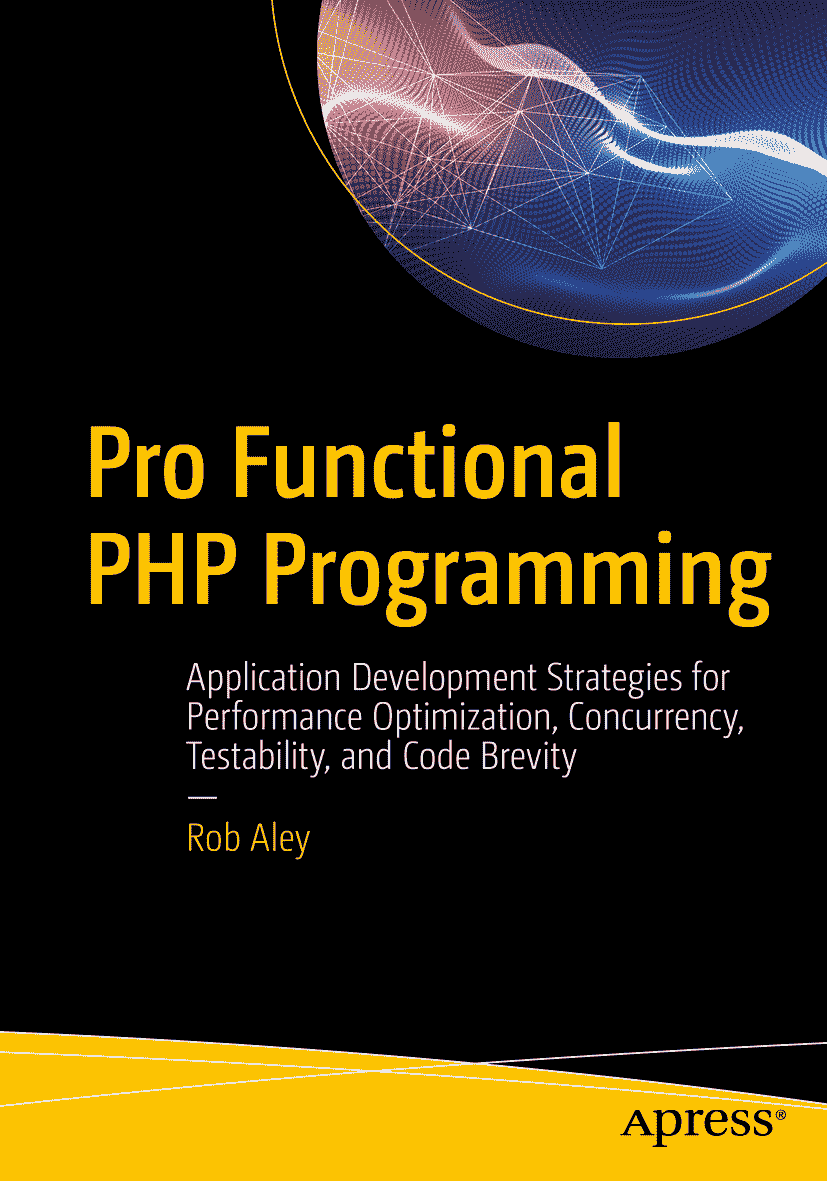 Pro Functional
PHP Programming
Application Development Strategies for
Performance Optimization, Concurrency,
Testability, and Code Brevity
—
Rob Aley
Apress®